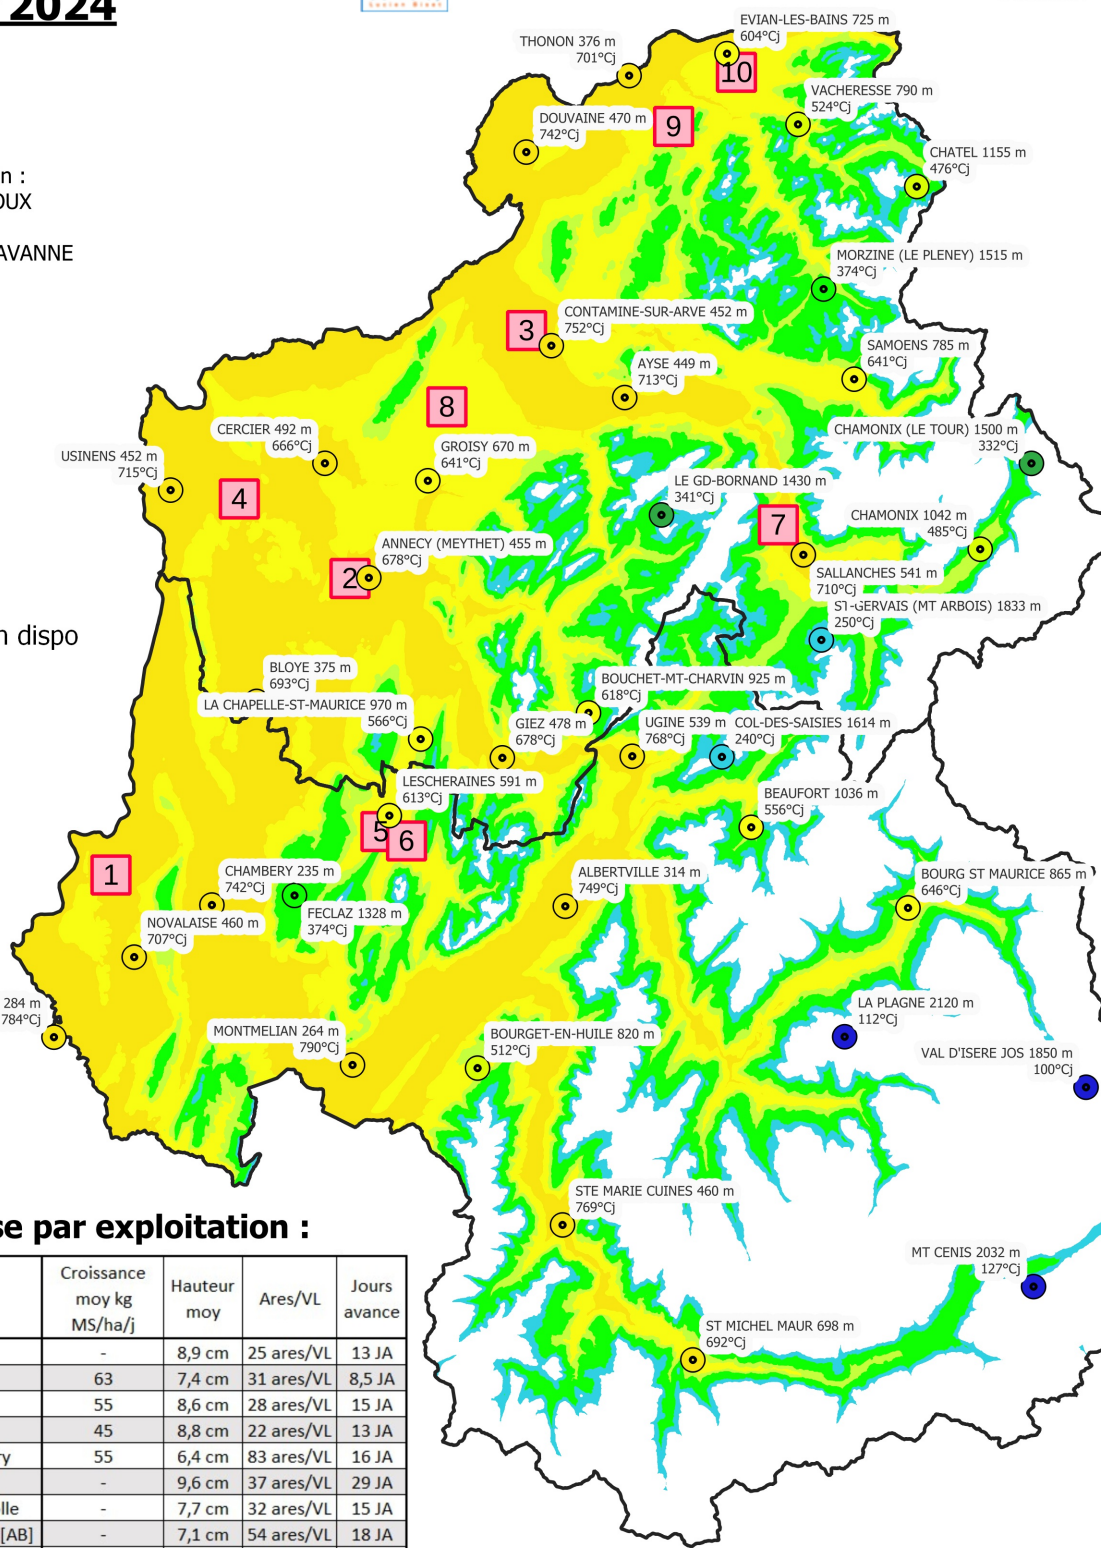 2024
Lucien Bizet
EVIAN-LES-BAINS 725 m
604°Cj
THONON 376 m
701°Cj
10
VACHERESSE 790 m
524°Cj
DOUVAINE 470 m
742°Cj
9
CHATEL 1155 m
476°Cj
n :
OUX
AVANNE
MORZINE (LE PLENEY) 1515 m
374°Cj
3
CONTAMINE-SUR-ARVE 452 m
752°Cj
SAMOENS 785 m
641°Cj
AYSE 449 m
713°Cj
8
CERCIER 492 m
666°Cj
CHAMONIX (LE TOUR) 1500 m
332°Cj
USINENS 452 m
715°Cj
GROISY 670 m
641°Cj
LE GD-BORNAND 1430 m
341°Cj
4
7
CHAMONIX 1042 m
485°Cj
ANNECY (MEYTHET) 455 m
678°Cj
2
SALLANCHES 541 m
710°Cj
ST-GERVAIS (MT ARBOIS) 1833 m
250°Cj
n dispo
BLOYE 375 m
693°Cj
BOUCHET-MT-CHARVIN 925 m
618°Cj
LA CHAPELLE-ST-MAURICE 970 m
566°Cj
GIEZ 478 m
678°Cj
UGINE 539 m
768°Cj
COL-DES-SAISIES 1614 m
240°Cj
LESCHERAINES 591 m
613°Cj
BEAUFORT 1036 m
556°Cj
5
6
1
CHAMBERY 235 m
742°Cj
ALBERTVILLE 314 m
749°Cj
BOURG ST MAURICE 865 m
646°Cj
FECLAZ 1328 m
374°Cj
NOVALAISE 460 m
707°Cj
284 m
784°Cj
LA PLAGNE 2120 m
112°Cj
MONTMELIAN 264 m
790°Cj
BOURGET-EN-HUILE 820 m
512°Cj
VAL D'ISERE JOS 1850 m
100°Cj
STE MARIE CUINES 460 m
769°Cj
se par exploitation :
MT CENIS 2032 m
127°Cj
ST MICHEL MAUR 698 m
692°Cj
Croissance moy kg MS/ha/j Hauteur moy Ares/VL Jours avance
- 8,9 cm 25 ares/VL 13 JA
63 7,4 cm 31 ares/VL 8,5 JA
55 8,6 cm 28 ares/VL 15 JA
45 8,8 cm 22 ares/VL 13 JA
ry 55 6,4 cm 83 ares/VL 16 JA
- 9,6 cm 37 ares/VL 29 JA
lle - 7,7 cm 32 ares/VL 15 JA
[AB] - 7,1 cm 54 ares/VL 18 JA